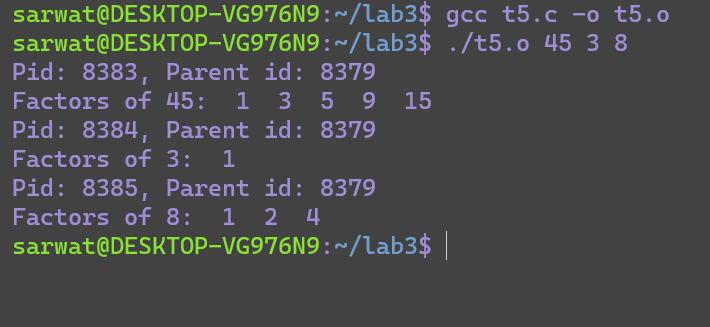 sarwat@DESKTOP-VG976N9:~/lab3$ gcc t5.c -o t5.o
sarwat@DESKTOP-VG976N9:~/lab3$ ./t5.o 45 3 8
Pid: 8383, Parent id: 8379
Factors of 45:  1  3  5  9  15
Pid: 8384, Parent id: 8379
Factors of 3:  1
Pid: 8385, Parent id: 8379
Factors of 8:  1  2  4
sarwat@DESKTOP-VG976N9:~/lab3$